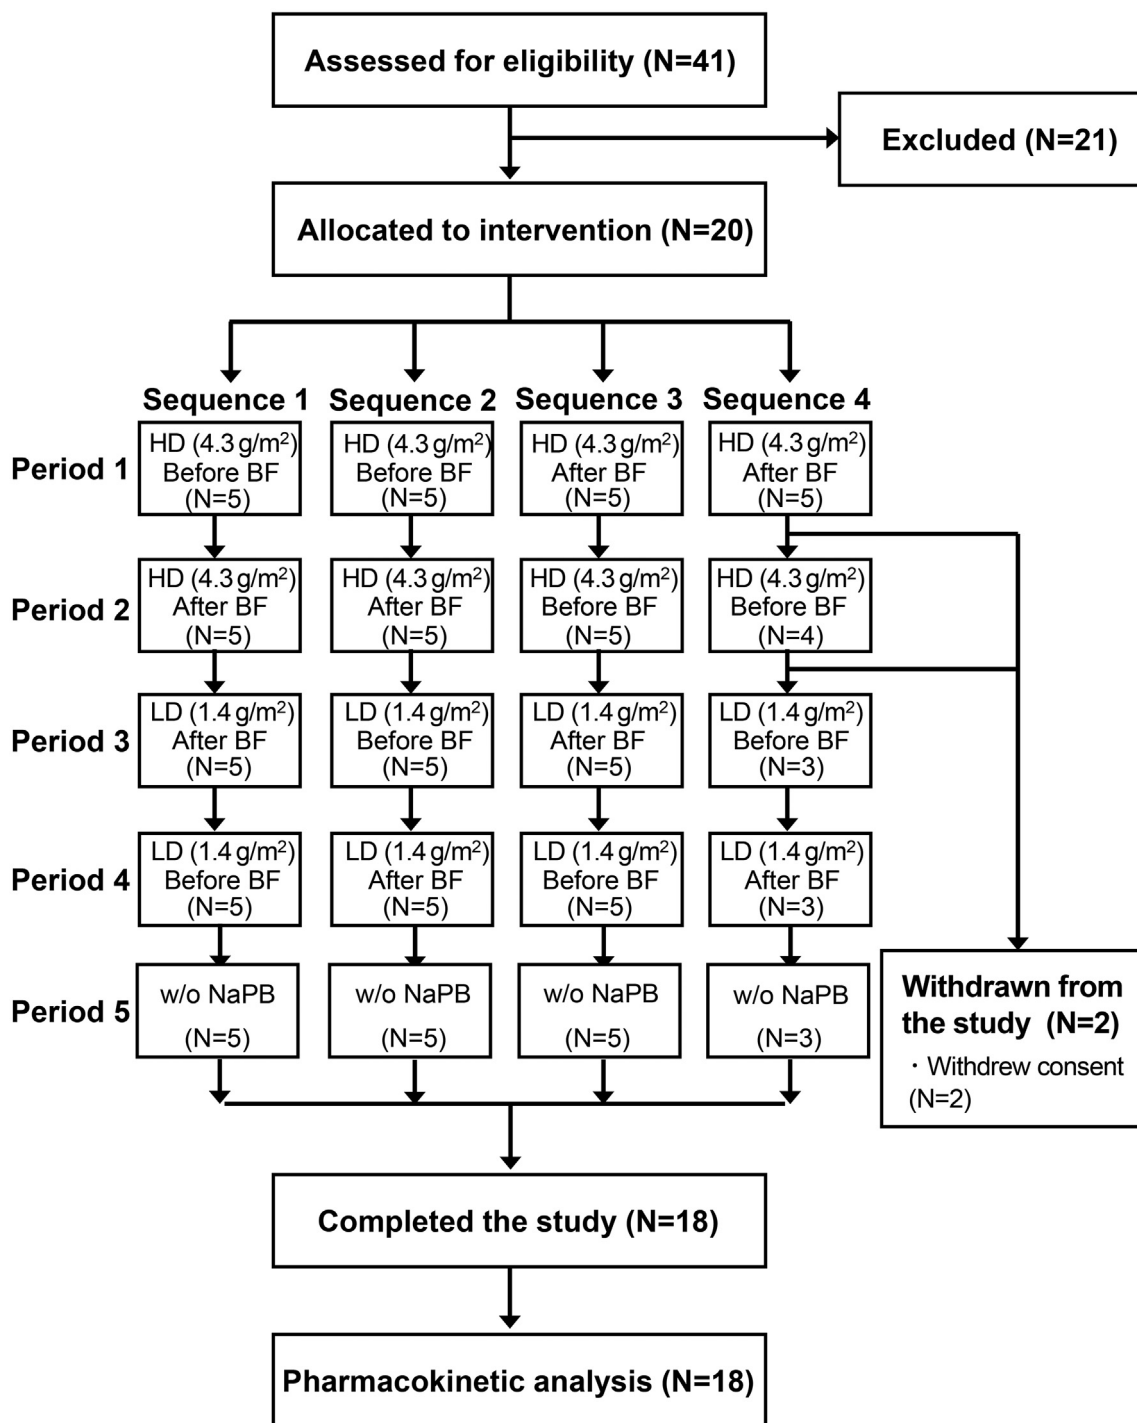 Assessed for eligibility (N=41)
Excluded (N=21)
Allocated to intervention (N=20)
Sequence 1 Sequence 2 Sequence 3 Sequence 4
Period 1
HD (4.3 g/m²)
Before BF
(N=5)
HD (4.3 g/m²)
Before BF
(N=5)
HD (4.3 g/m²)
After BF
(N=5)
HD (4.3 g/m²)
After BF
(N=5)
Period 2
HD (4.3 g/m²)
After BF
(N=5)
HD (4.3 g/m²)
After BF
(N=5)
HD (4.3 g/m²)
Before BF
(N=5)
HD (4.3 g/m²)
Before BF
(N=4)
Period 3
LD (1.4 g/m²)
After BF
(N=5)
LD (1.4 g/m²)
Before BF
(N=5)
LD (1.4 g/m²)
After BF
(N=5)
LD (1.4 g/m²)
Before BF
(N=3)
Period 4
LD (1.4 g/m²)
Before BF
(N=5)
LD (1.4 g/m²)
After BF
(N=5)
LD (1.4 g/m²)
Before BF
(N=5)
LD (1.4 g/m²)
After BF
(N=3)
Period 5
w/o NaPB
(N=5)
w/o NaPB
(N=5)
w/o NaPB
(N=5)
w/o NaPB
(N=3)
Withdrawn from
the study (N=2)
・Withdrew consent
(N=2)
Completed the study (N=18)
Pharmacokinetic analysis (N=18)